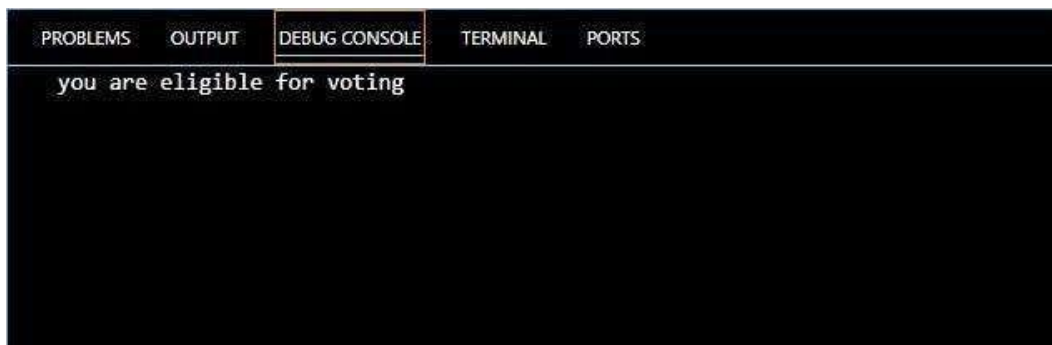 PROBLEMS OUTPUT DEBUG CONSOLE TERMINAL PORTS
you are eligible for voting